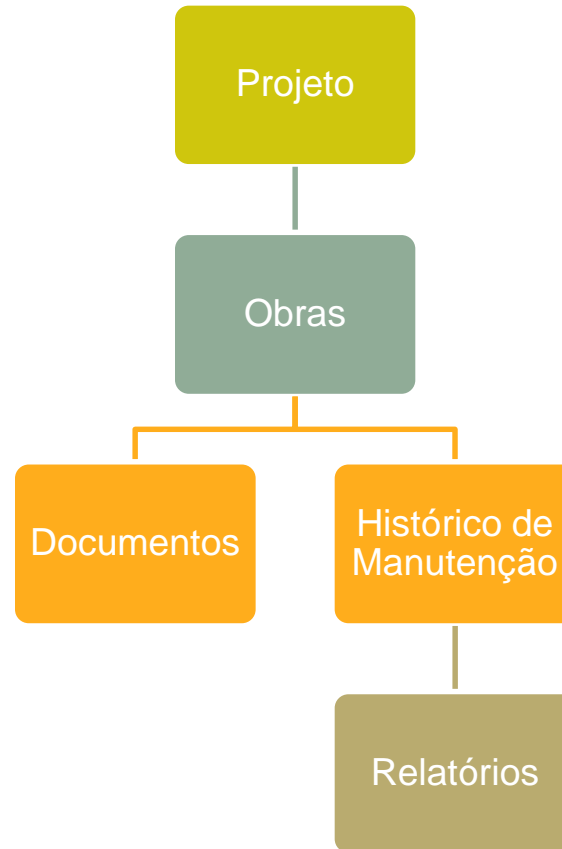 Projeto
Obras
Documentos
Histórico de
Manutenção
Relatórios